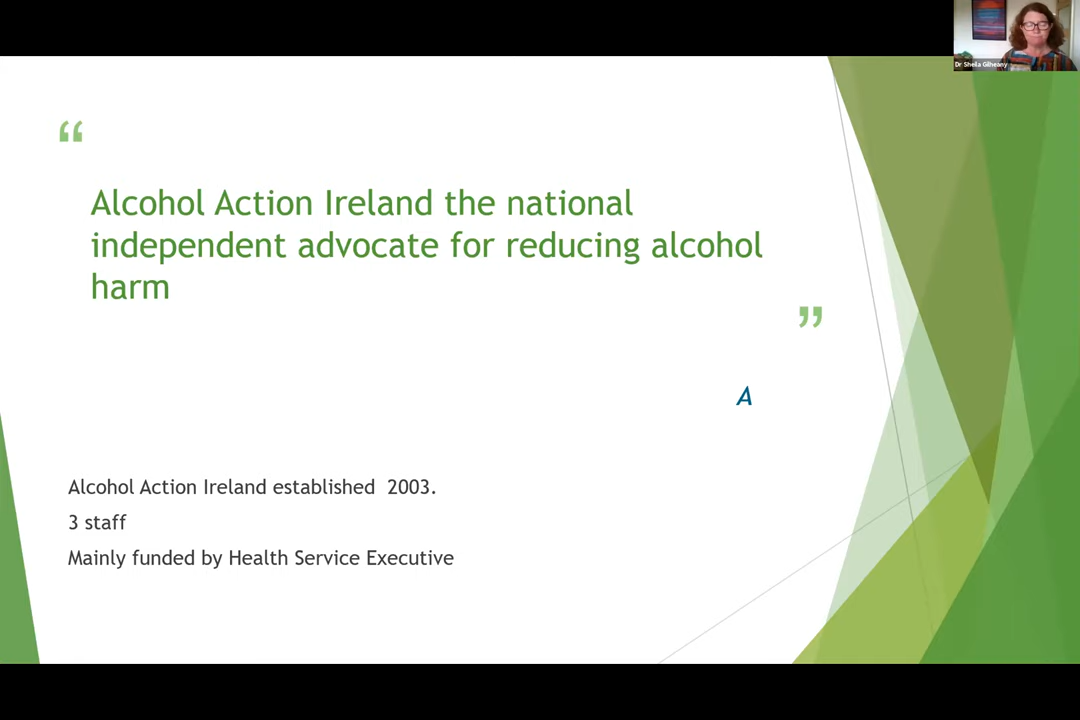 Dr Sheila Gilheany
“
Alcohol Action Ireland the national
independent advocate for reducing alcohol
harm
”
A
Alcohol Action Ireland established 2003.
3 staff
Mainly funded by Health Service Executive